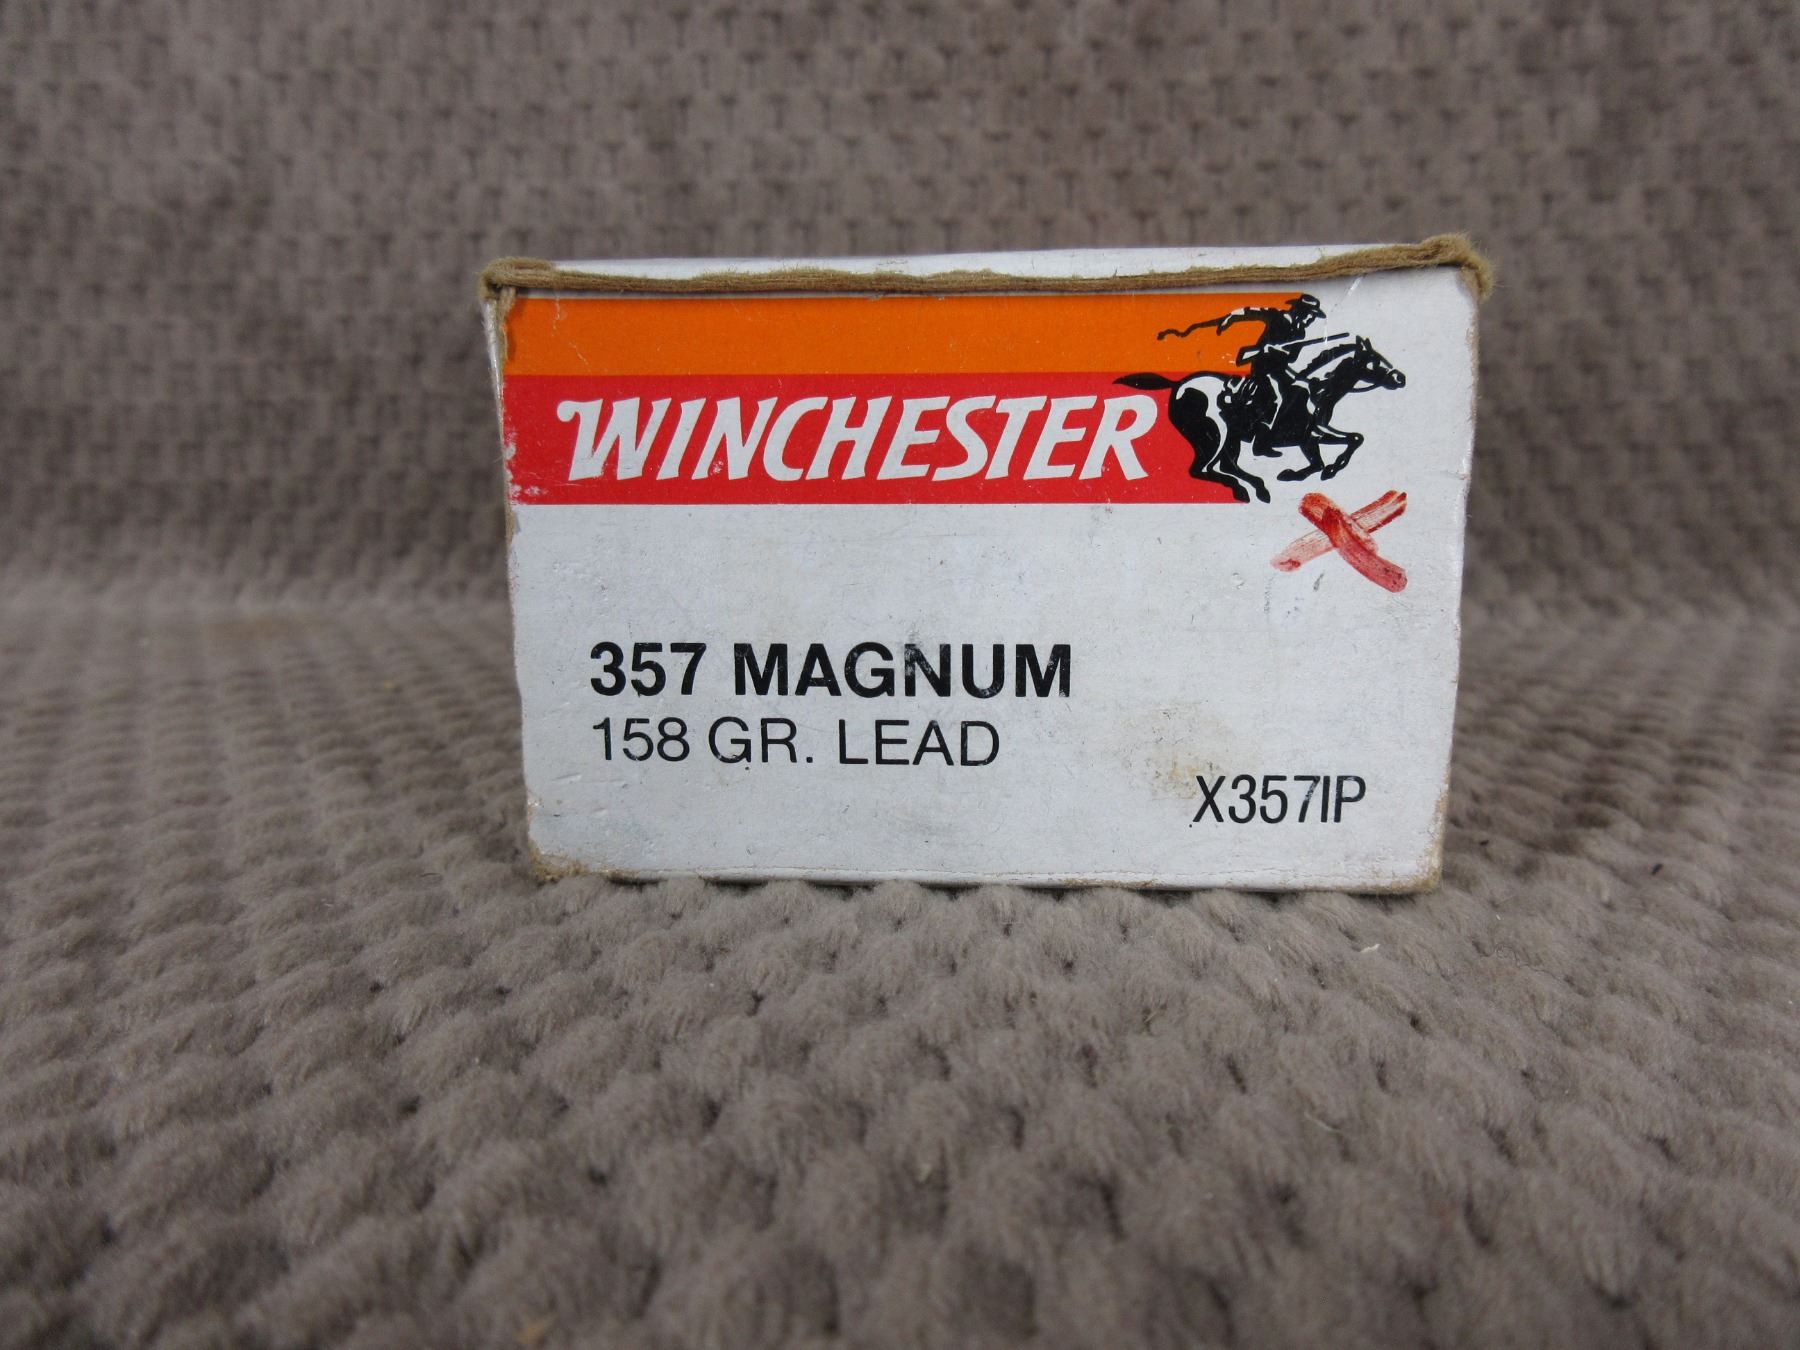 WINCHESTER
357 MAGNUM
158 GR. LEAD
X357IP